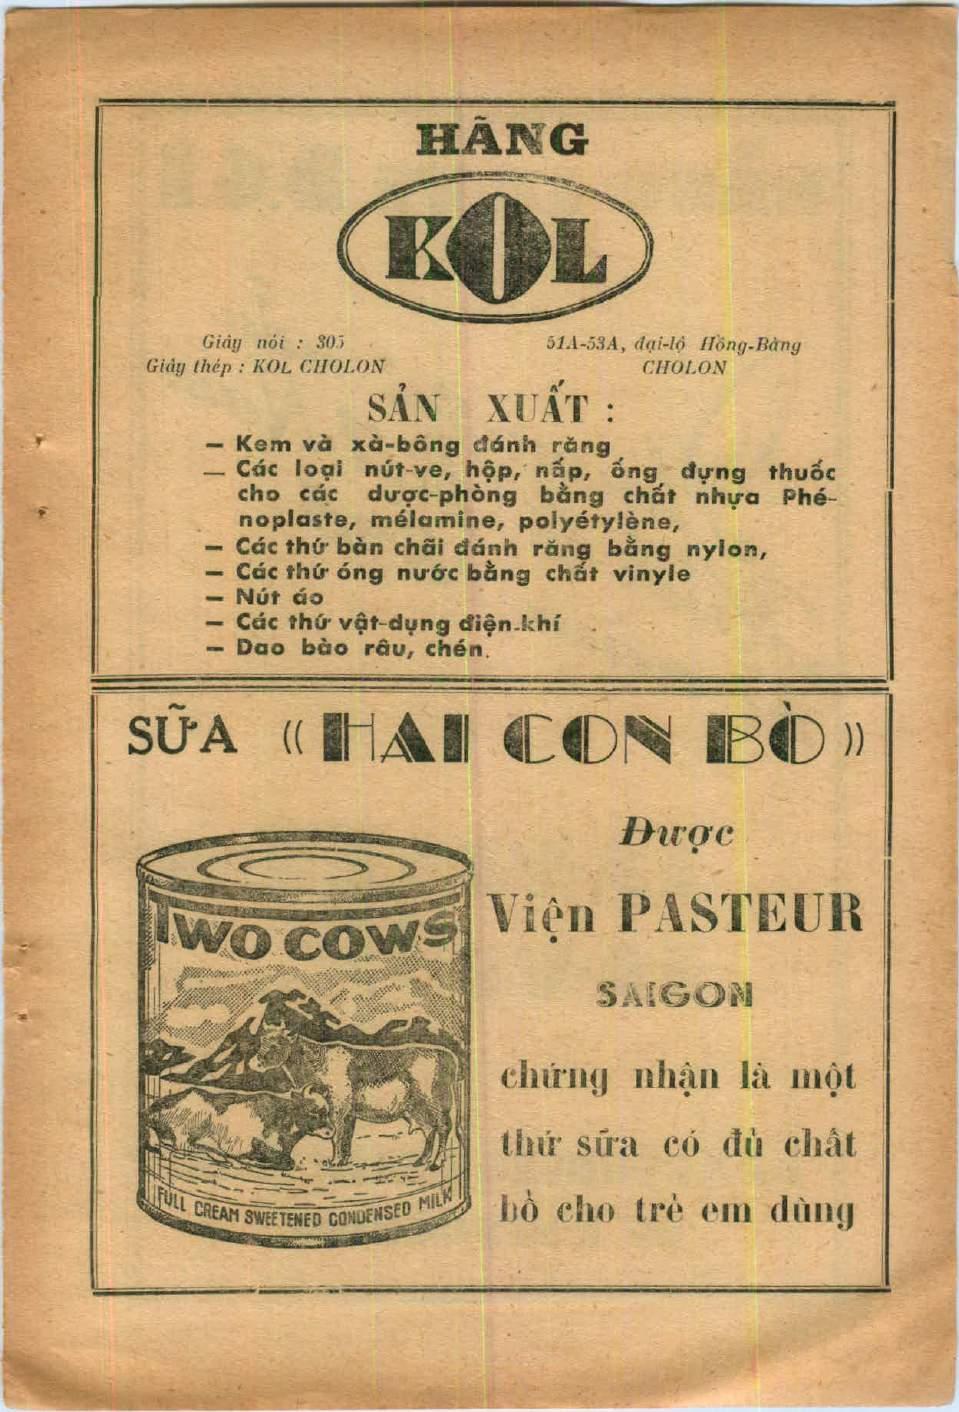 HÃNG
KOL
Giây nói : 305
Giây thép : KOL CHOLON
51A-53A, đại-lộ Hồng-Bàng
CHOLON
SẢN XUẤT :
— Kem và xà-bông đánh răng
— Các loại nút-ve, hộp, nắp, ống đựng thuốc
cho các dược-phòng bằng chất nhựa Phé-
noplaste, mélamine, polyétylène,
— Các thứ bàn chãi đánh răng bằng nylon,
— Các thứ óng nước bằng chất vinyle
— Nút áo
— Các thứ vật-dụng điện-khí
— Dao bào râu, chén.
SỮA « HAI CON BÒ »
Được
Viện PASTEUR
SAIGON
chứng nhận là một
thứ sữa có đủ chất
bồ cho trẻ em dùng
TWO COWS
FULL CREAM SWEETENED CONDENSED MILK